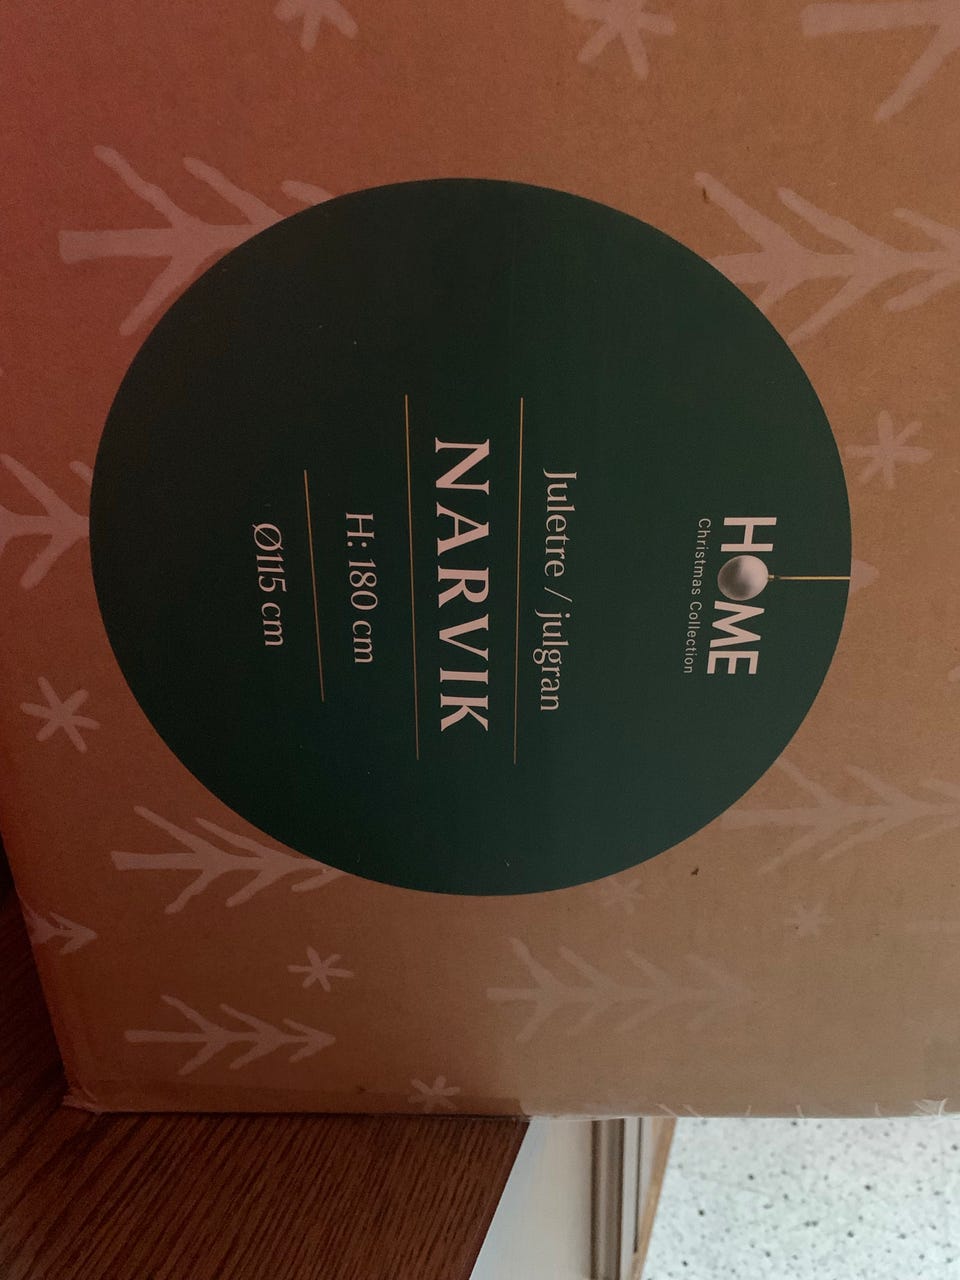 HOME
Christmas Collection
Juletre / julgran
NARVIK
H: 180 cm
Ø115 cm